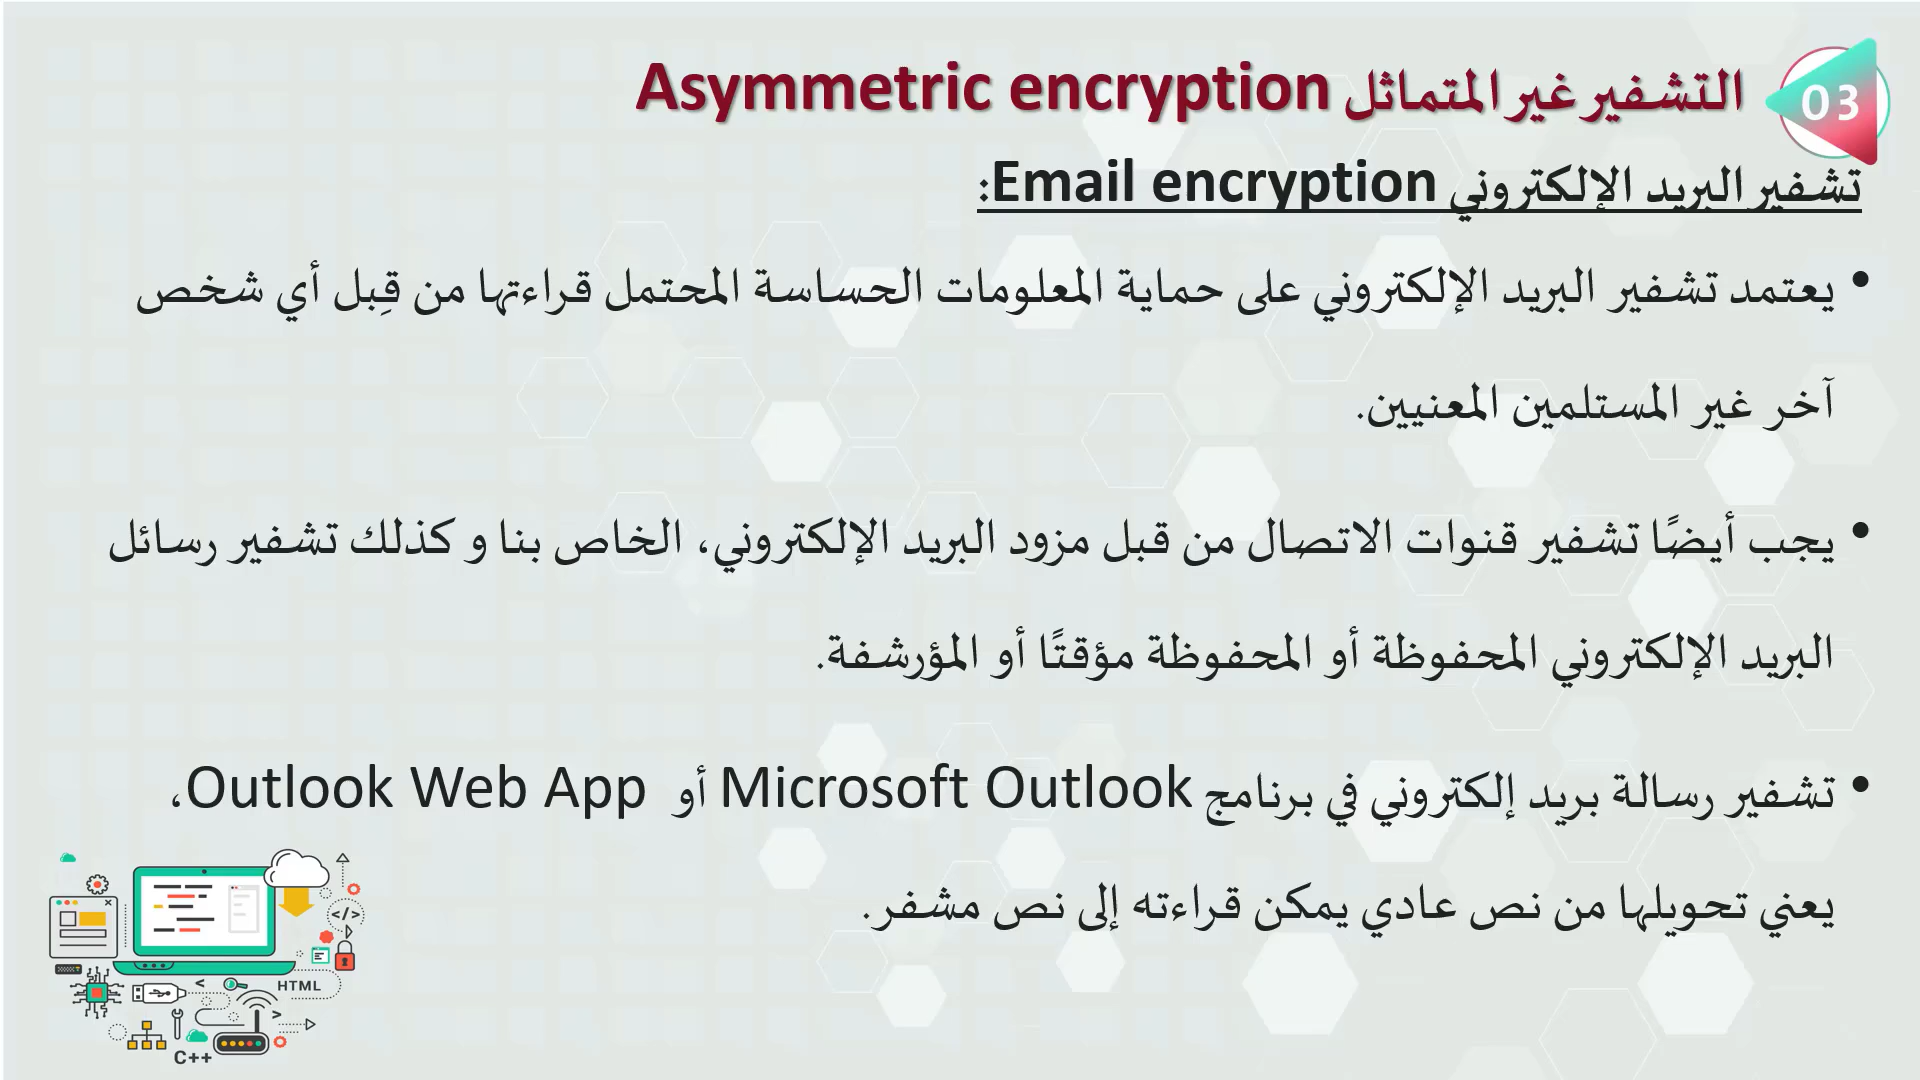 03
التشفير غير المتماثل Asymmetric encryption
تشفير البريد الإلكتروني Email encryption:
• يعتمد تشفير البريد الإلكتروني على حماية المعلومات الحساسة المحتمل قراءتها من قِبل أي شخص
آخر غير المستلمين المعنيين.
• يجب أيضًا تشفير قنوات الاتصال من قبل مزود البريد الإلكتروني، الخاص بنا و كذلك تشفير رسائل
البريد الإلكتروني المحفوظة أو المحفوظة مؤقتًا أو المؤرشفة.
• تشفير رسالة بريد إلكتروني في برنامج Microsoft Outlook أو Outlook Web App،
يعني تحويلها من نص عادي يمكن قراءته إلى نص مشفر.
</>
HTML
C++